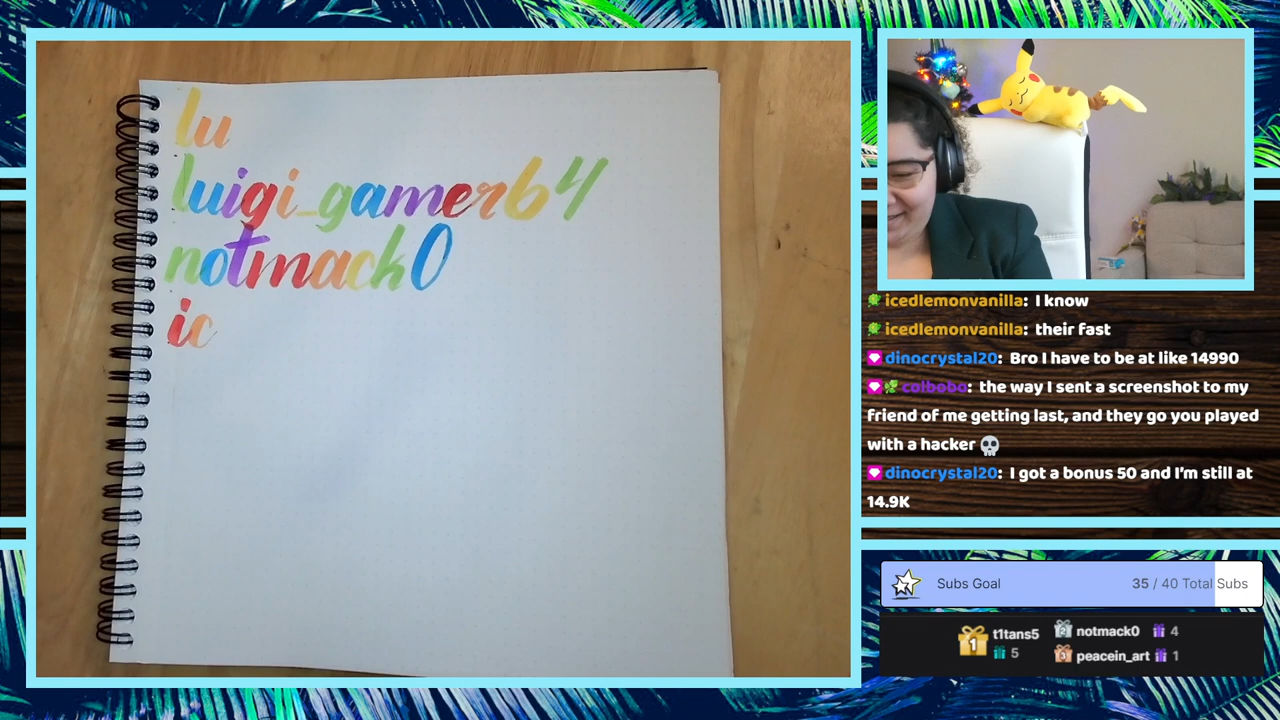 lu
luigi_gamer64
notmack0
ic
icedlemonvanilla: I know
icedlemonvanilla: their fast
dinocrystal20: Bro I have to be at like 14990
colbobo: the way I sent a screenshot to my
friend of me getting last, and they go you played
with a hacker 💀
dinocrystal20: I got a bonus 50 and I'm still at
14.9K
Subs Goal 35 / 40 Total Subs
1 t1tans5 5
2 notmack0 4
3 peacein_art 1